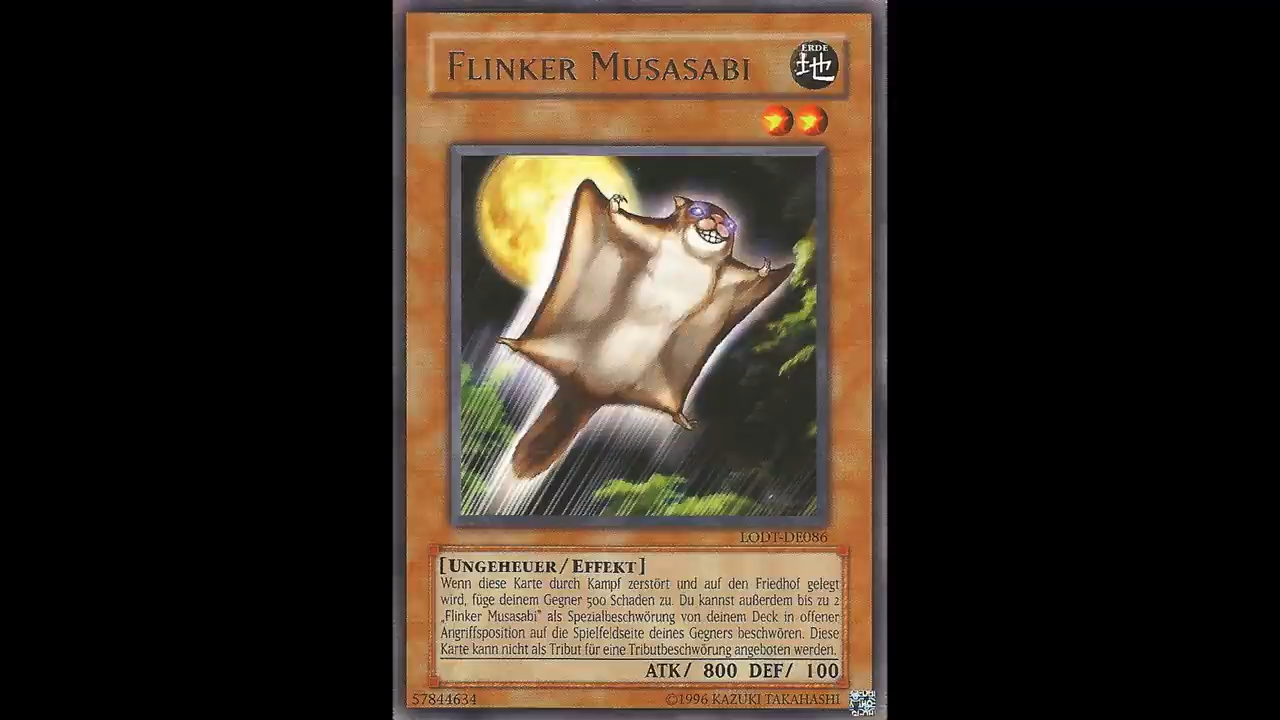 FLINKER MUSASABI
ERDE
地
LODT-DE086
[UNGEHEUER/EFFEKT]
Wenn diese Karte durch Kampf zerstört und auf den Friedhof gelegt
wird, füge deinem Gegner 500 Schaden zu. Du kannst außerdem bis zu 2
„Flinker Musasabi" als Spezialbeschwörung von deinem Deck in offener
Angriffsposition auf die Spielfeldseite deines Gegners beschwören. Diese
Karte kann nicht als Tribut für eine Tributbeschwörung angeboten werden.
ATK/ 800 DEF/ 100
57844634 ©1996 KAZUKI TAKAHASHI